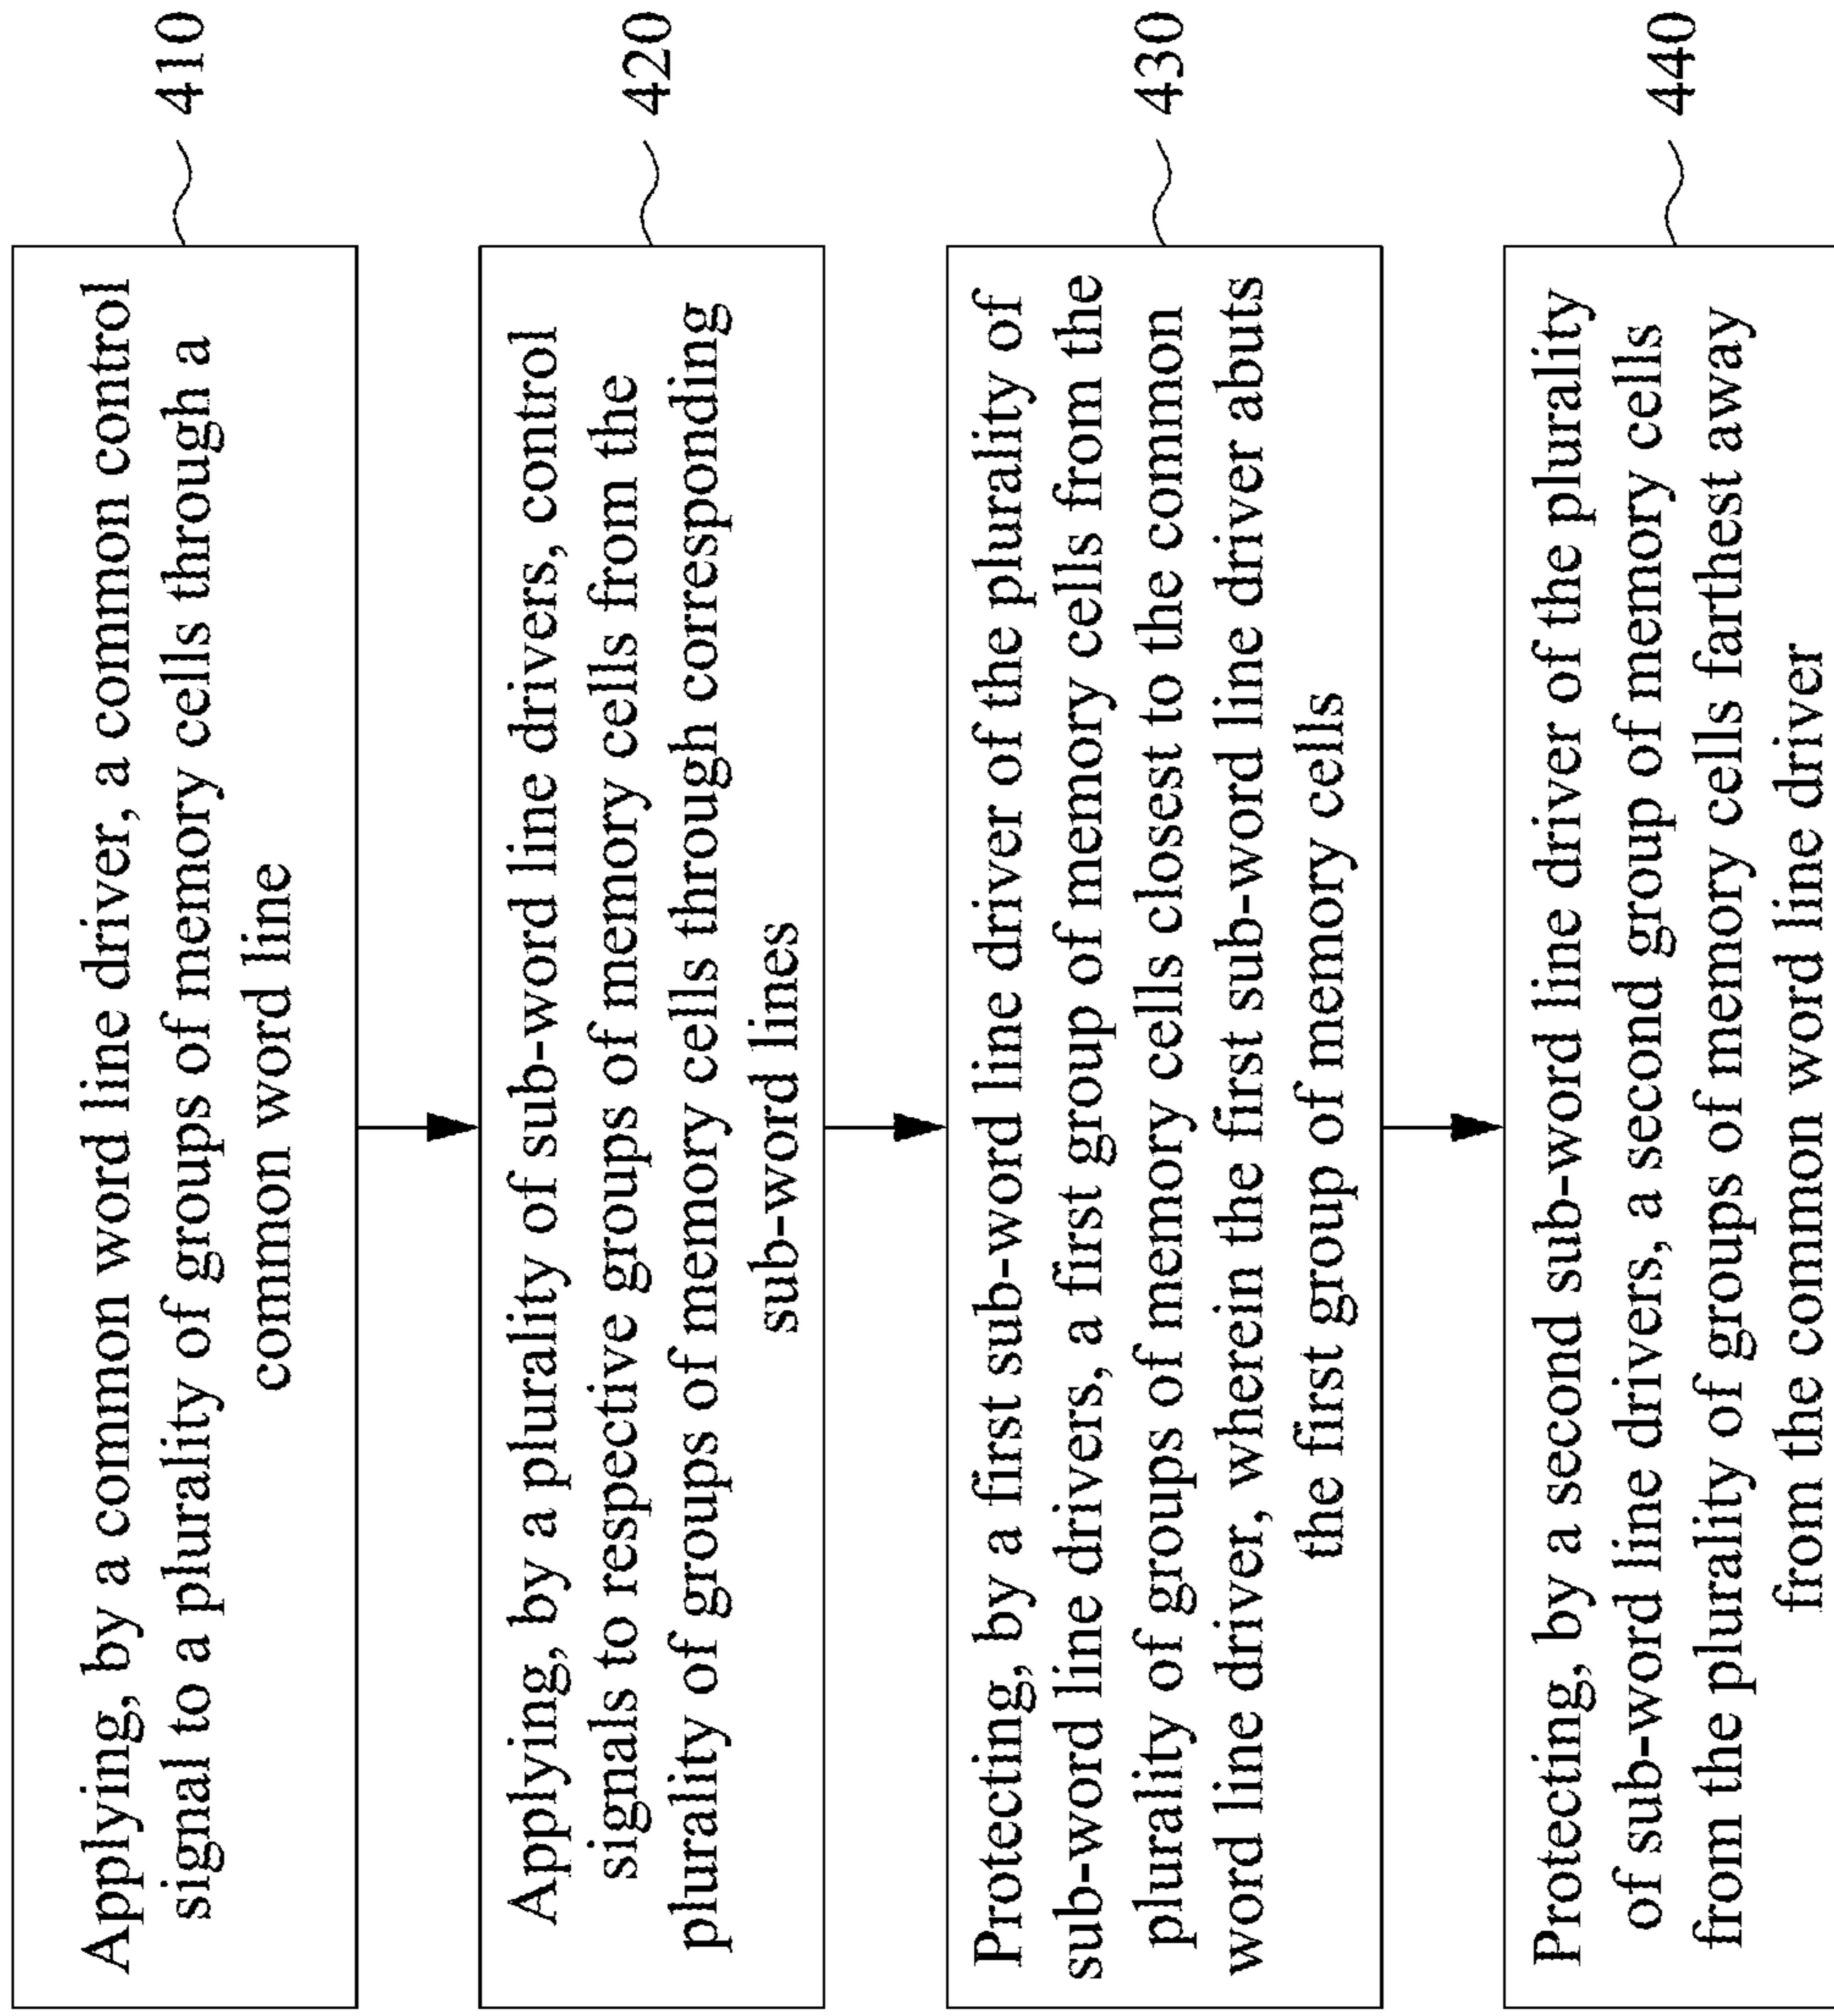 Applying, by a common word line driver, a common control
signal to a plurality of groups of memory cells through a
common word line
410
Applying, by a plurality of sub-word line drivers, control
signals to respective groups of memory cells from the
plurality of groups of memory cells through corresponding
sub-word lines
420
Protecting, by a first sub-word line driver of the plurality of
sub-word line drivers, a first group of memory cells from the
plurality of groups of memory cells closest to the common
word line driver, wherein the first sub-word line driver abuts
the first group of memory cells
430
Protecting, by a second sub-word line driver of the plurality
of sub-word line drivers, a second group of memory cells
from the plurality of groups of memory cells farthest away
from the common word line driver
440